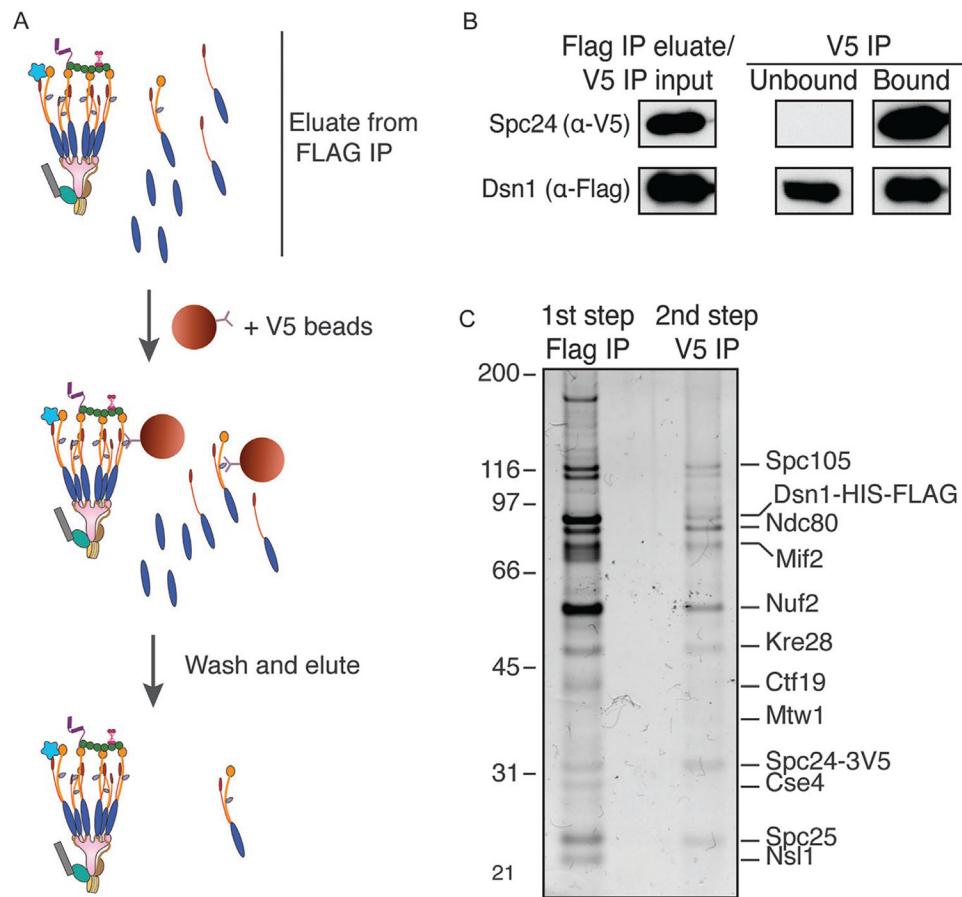 A
Eluate from
FLAG IP
+ V5 beads
Wash and elute
B
Flag IP eluate/
V5 IP input
V5 IP
Unbound
Bound
Spc24 (α-V5)
Dsn1 (α-Flag)
C
1st step
Flag IP
2nd step
V5 IP
200
116
97
66
45
31
21
Spc105
Dsn1-HIS-FLAG
Ndc80
Mif2
Nuf2
Kre28
Ctf19
Mtw1
Spc24-3V5
Cse4
Spc25
Nsl1